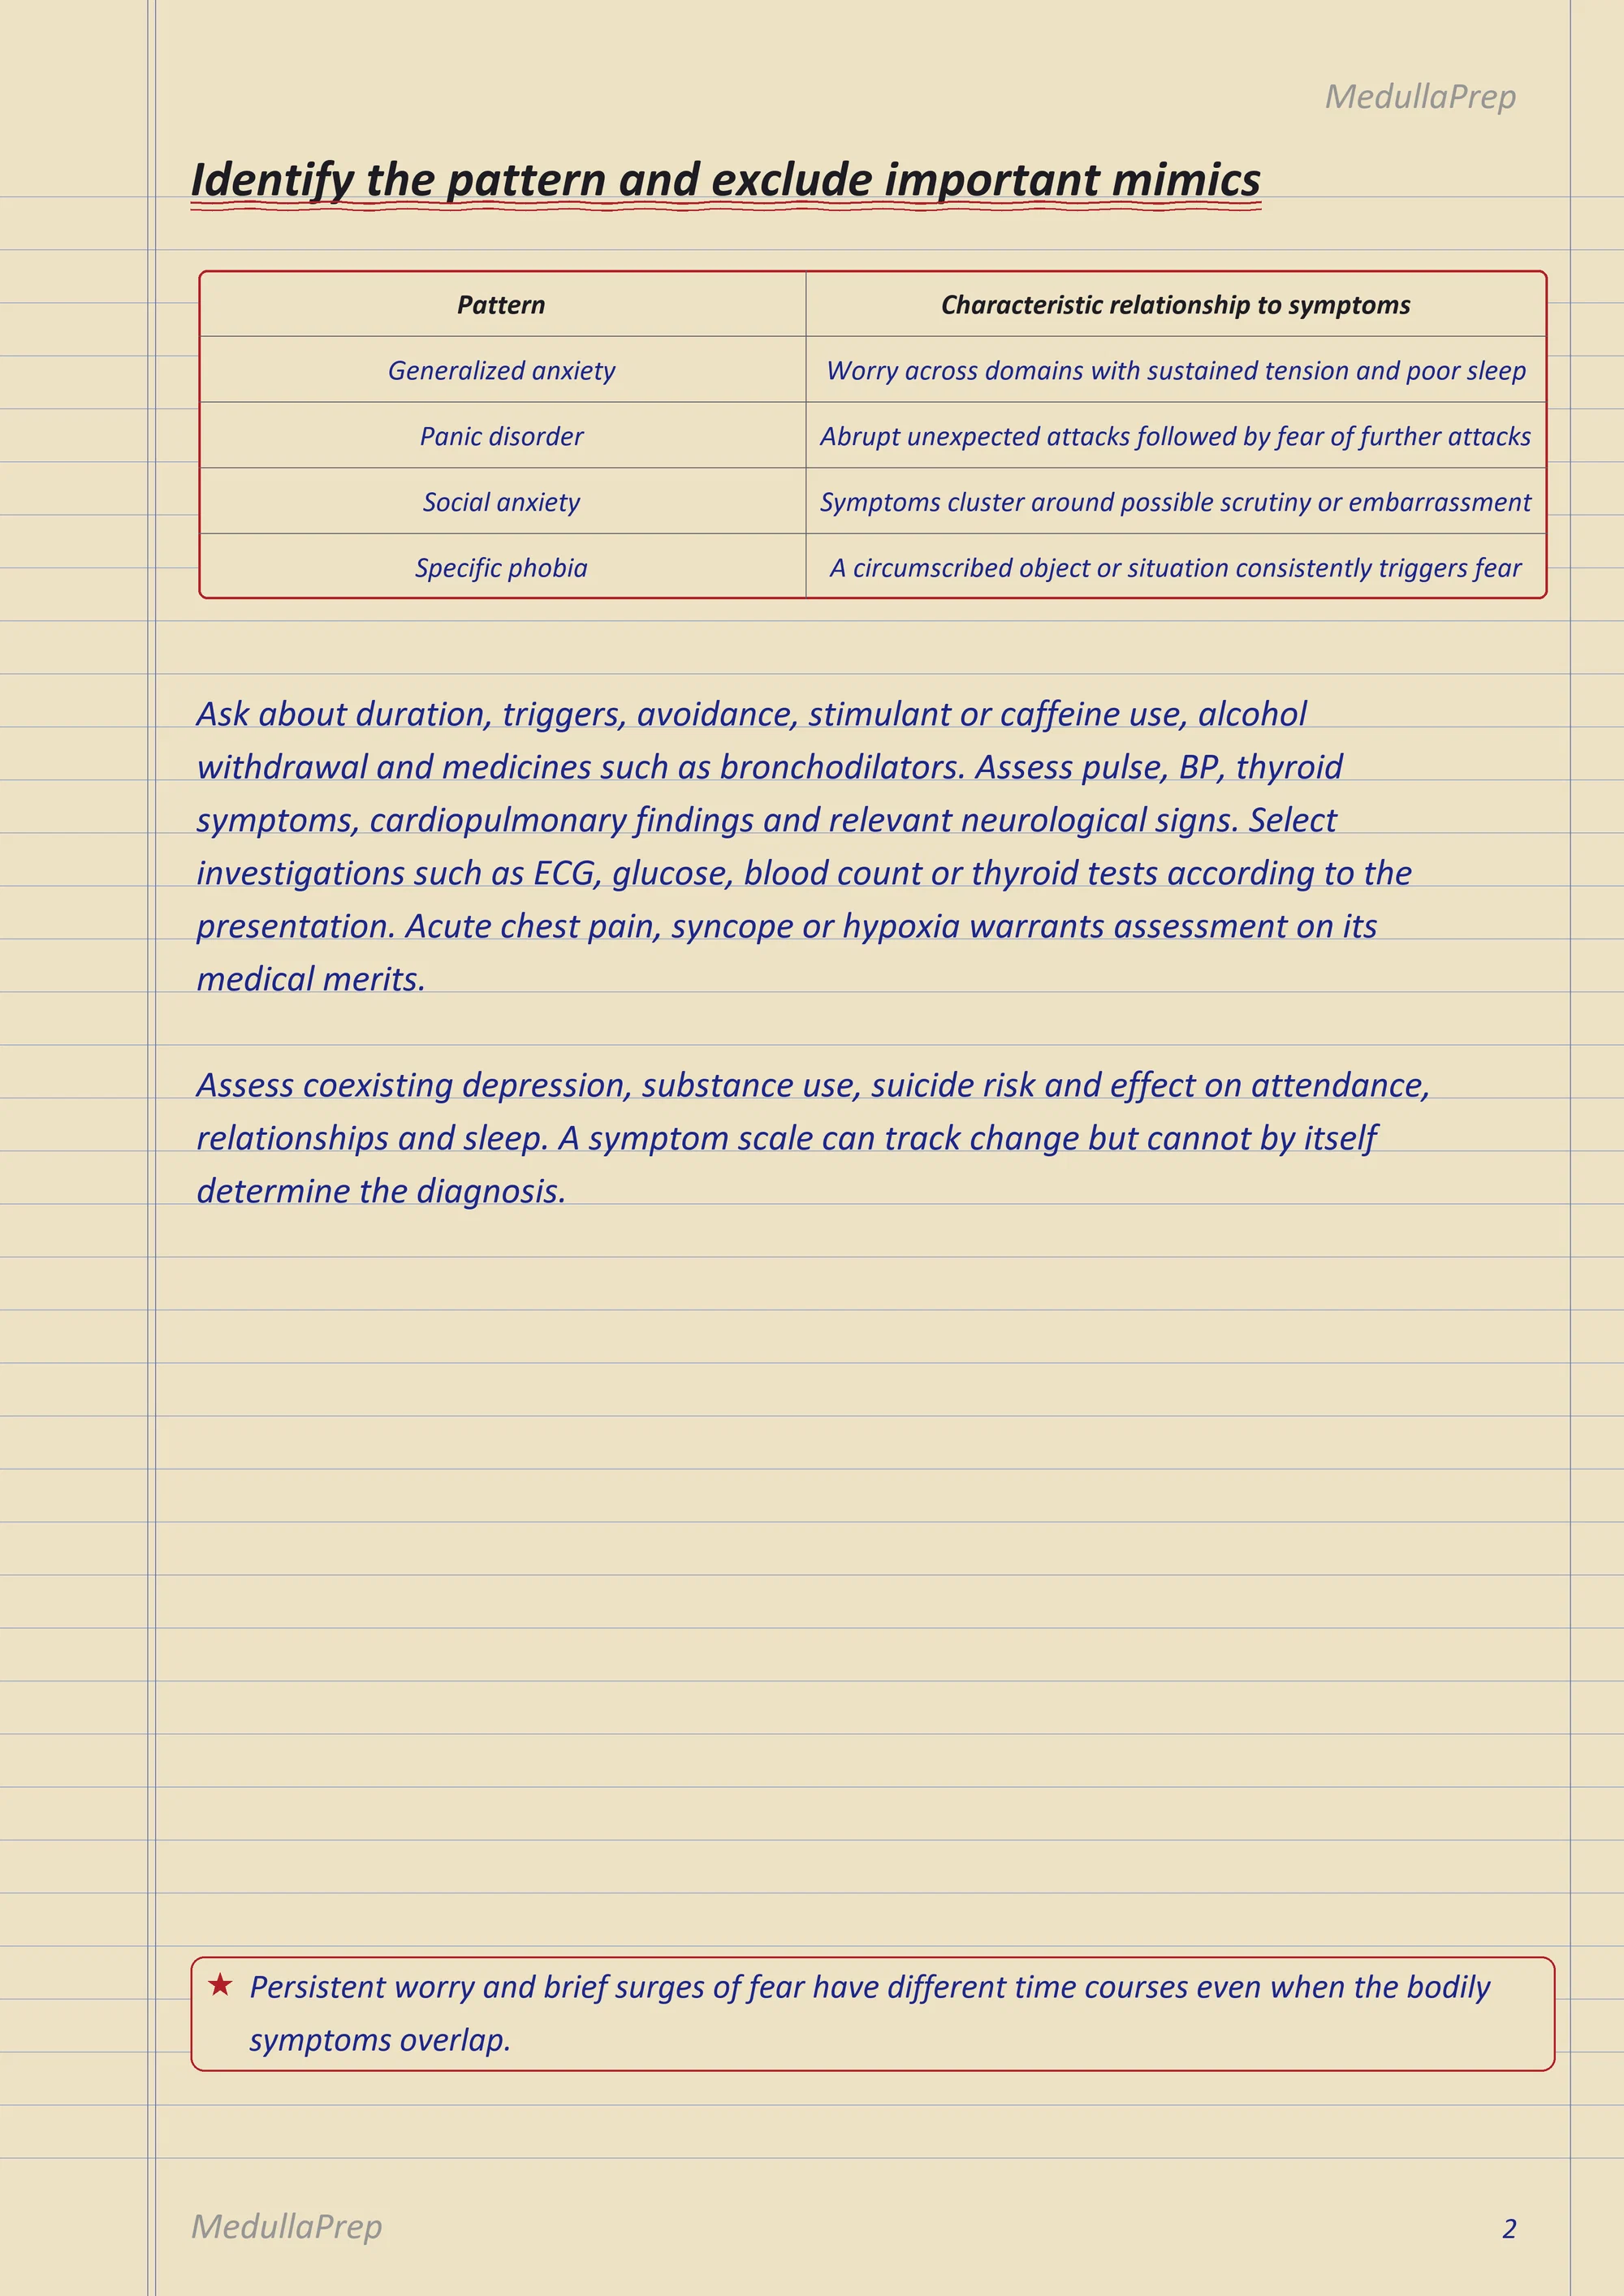 MedullaPrep
Identify the pattern and exclude important mimics
Pattern Characteristic relationship to symptoms
Generalized anxiety Worry across domains with sustained tension and poor sleep
Panic disorder Abrupt unexpected attacks followed by fear of further attacks
Social anxiety Symptoms cluster around possible scrutiny or embarrassment
Specific phobia A circumscribed object or situation consistently triggers fear
Ask about duration, triggers, avoidance, stimulant or caffeine use, alcohol
withdrawal and medicines such as bronchodilators. Assess pulse, BP, thyroid
symptoms, cardiopulmonary findings and relevant neurological signs. Select
investigations such as ECG, glucose, blood count or thyroid tests according to the
presentation. Acute chest pain, syncope or hypoxia warrants assessment on its
medical merits.
Assess coexisting depression, substance use, suicide risk and effect on attendance,
relationships and sleep. A symptom scale can track change but cannot by itself
determine the diagnosis.
★ Persistent worry and brief surges of fear have different time courses even when the bodily
symptoms overlap.
MedullaPrep 2